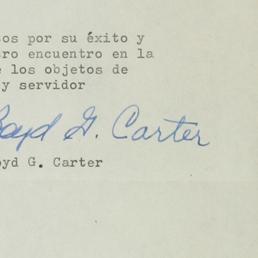 os por su éxito y
ro encuentro en la
e los objetos de
y servidor
Boyd G. Carter
oyd G. Carter